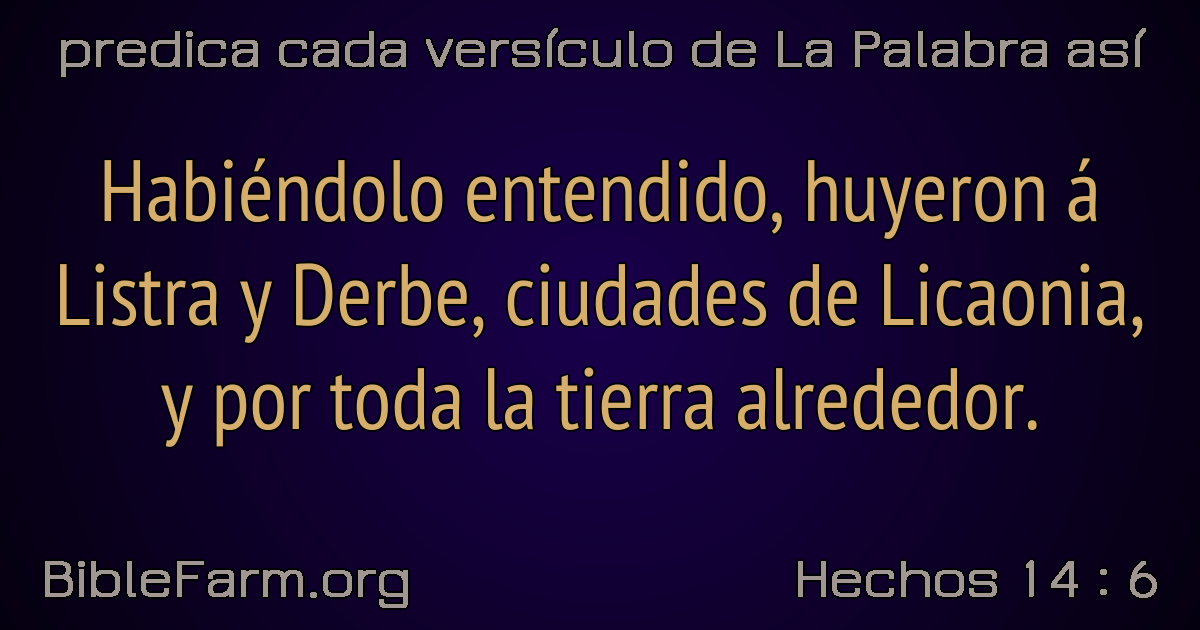 predica cada versículo de La Palabra así
Habiéndolo entendido, huyeron á
Listra y Derbe, ciudades de Licaonia,
y por toda la tierra alrededor.
BibleFarm.org
Hechos 14 : 6